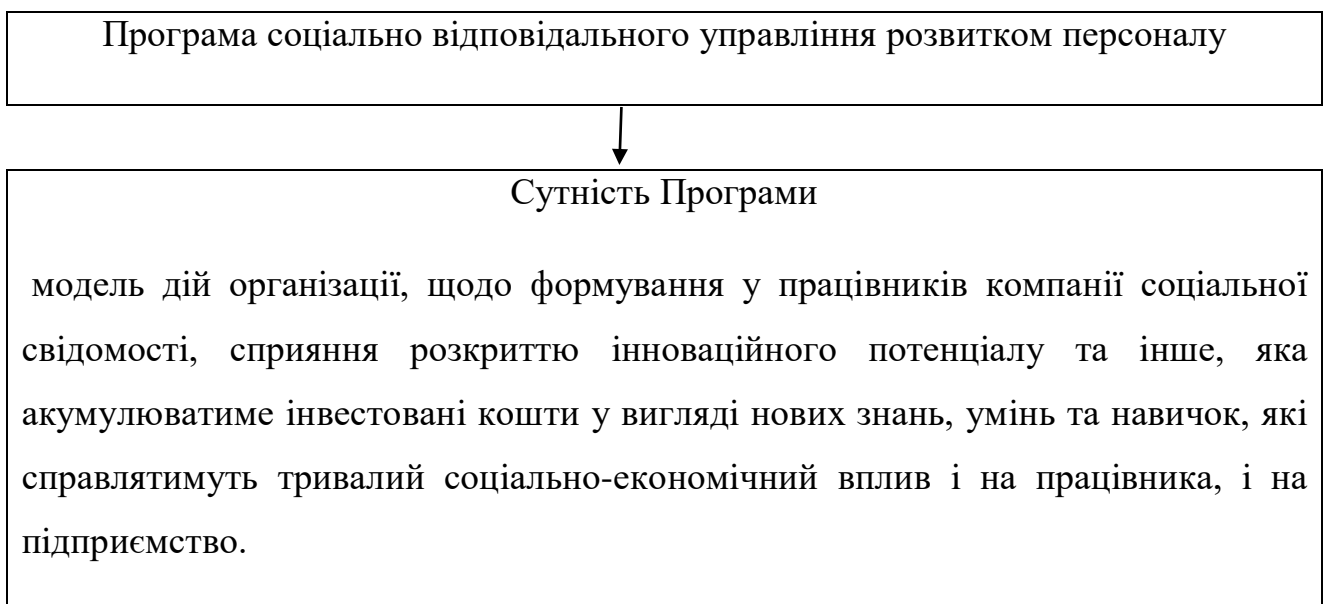 Програма соціально відповідального управління розвитком персоналу
Сутність Програми
модель дій організації, щодо формування у працівників компанії соціальної
свідомості, сприяння розкриттю інноваційного потенціалу та інше, яка
акумулюватиме інвестовані кошти у вигляді нових знань, умінь та навичок, які
справлятимуть тривалий соціально-економічний вплив і на працівника, і на
підприємство.